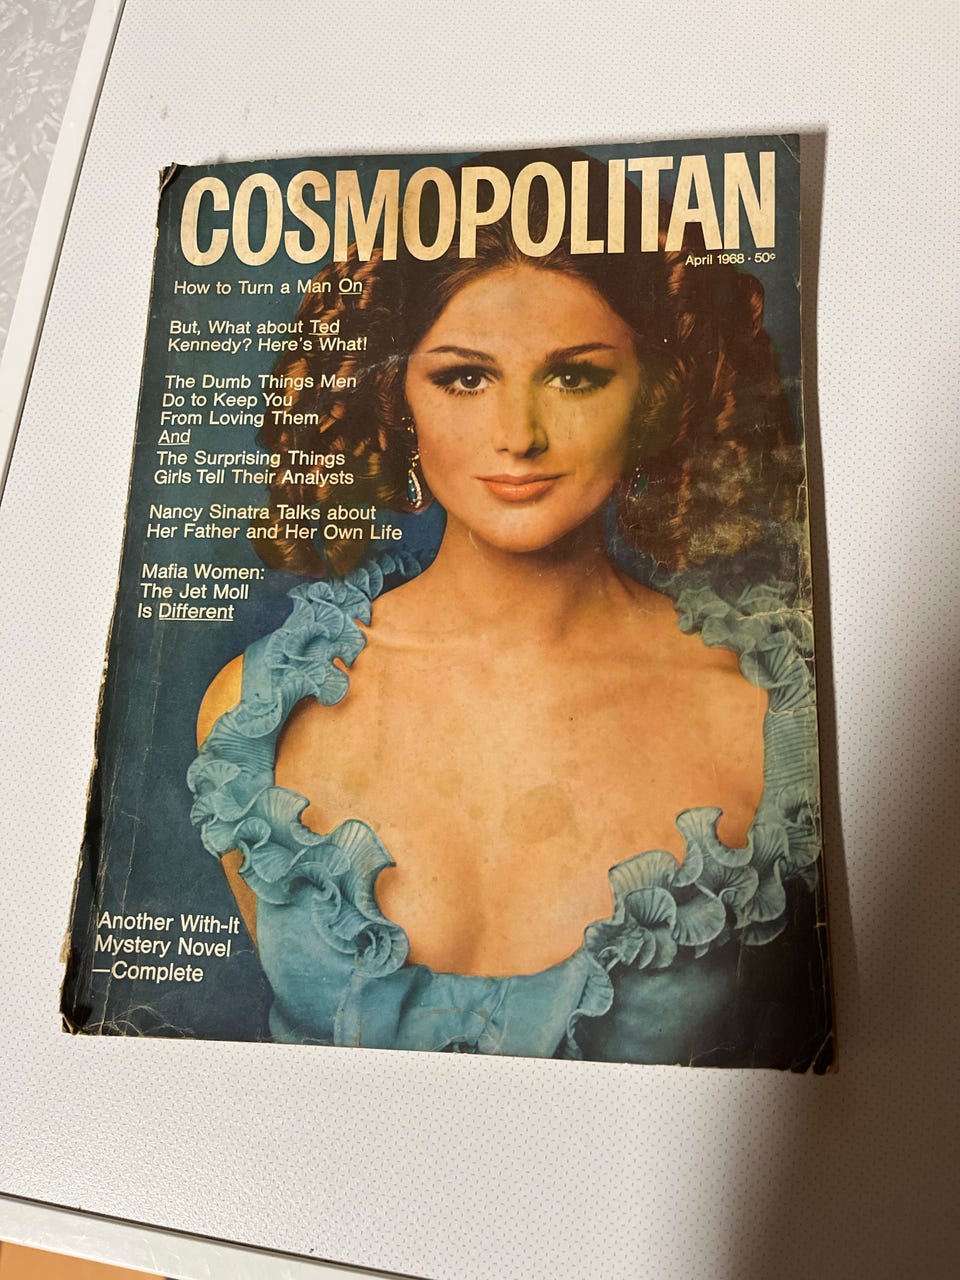 COSMOPOLITAN
April 1968 • 50¢
How to Turn a Man On
But, What about Ted
Kennedy? Here's What!
The Dumb Things Men
Do to Keep You
From Loving Them
And
The Surprising Things
Girls Tell Their Analysts
Nancy Sinatra Talks about
Her Father and Her Own Life
Mafia Women:
The Jet Moll
Is Different
Another With-It
Mystery Novel
—Complete